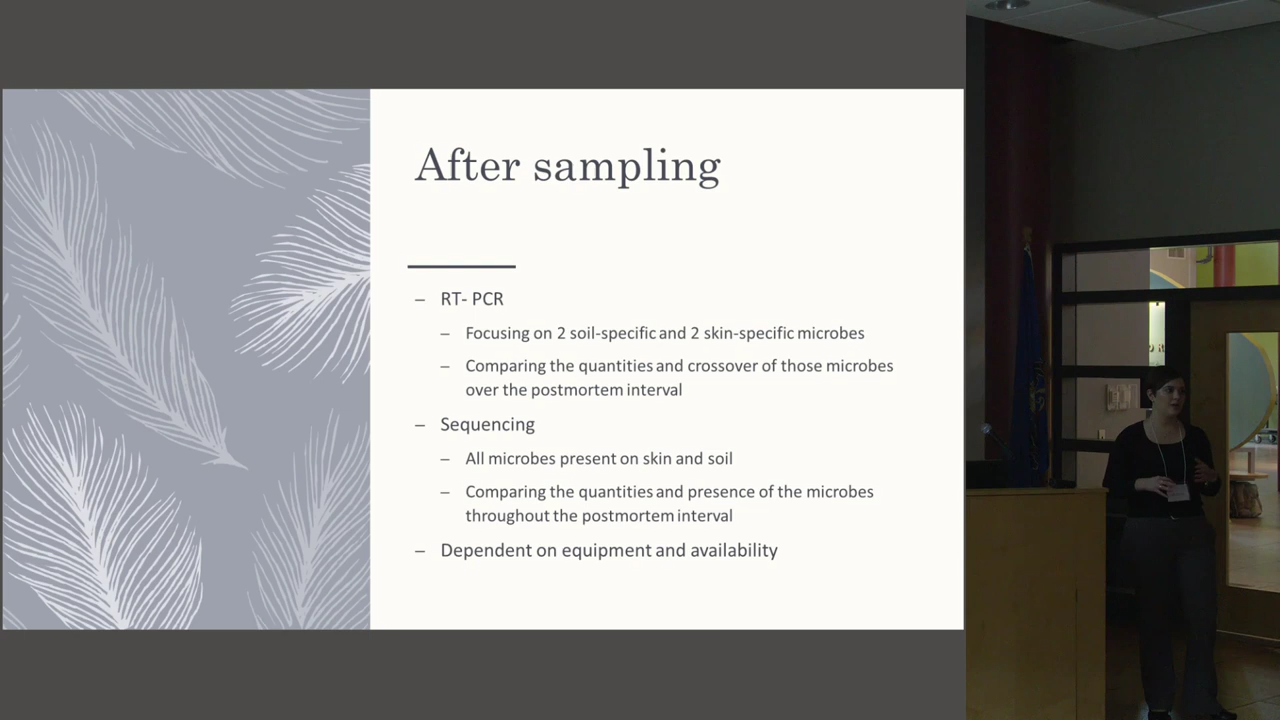 After sampling
– RT- PCR
– Focusing on 2 soil-specific and 2 skin-specific microbes
– Comparing the quantities and crossover of those microbes
over the postmortem interval
– Sequencing
– All microbes present on skin and soil
– Comparing the quantities and presence of the microbes
throughout the postmortem interval
– Dependent on equipment and availability